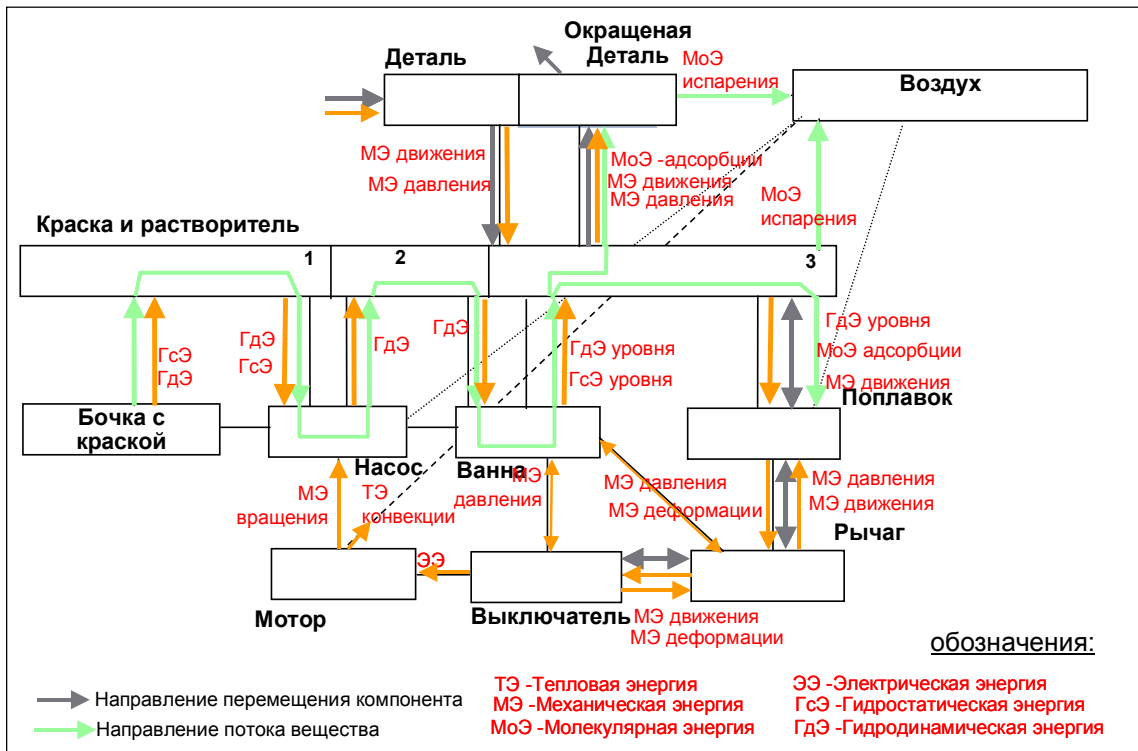 Окращеная
Деталь
Деталь
МоЭ
испарения
Воздух
МЭ движения
МЭ давления
МоЭ -адсорбции
МЭ движения
МЭ давления
МоЭ
испарения
Краска и растворитель
1
2
3
ГсЭ
ГдЭ
ГдЭ
ГсЭ
ГдЭ
ГдЭ
ГдЭ уровня
ГсЭ уровня
ГдЭ уровня
МоЭ адсорбции
МЭ движения
Поплавок
Бочка с
краской
Насос
Ванна
МЭ
давления
МЭ
вращения
ТЭ
конвекции
МЭ давления
МЭ деформации
МЭ давления
МЭ движения
Рычаг
ЭЭ
Мотор
Выключатель
МЭ движения
МЭ деформации
обозначения:
Направление перемещения компонента
Направление потока вещества
ТЭ -Тепловая энергия
МЭ -Механическая энергия
МоЭ -Молекулярная энергия
ЭЭ -Электрическая энергия
ГсЭ -Гидростатическая энергия
ГдЭ -Гидродинамическая энергия